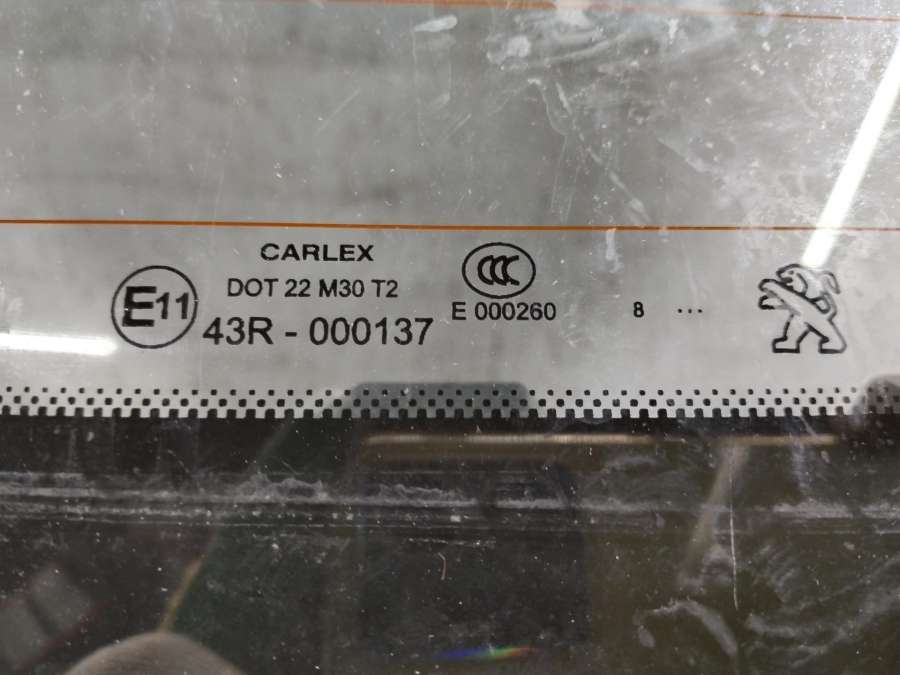 CARLEX
E11
DOT 22 M30 T2
43R - 000137
CCC
E 000260
8 ...